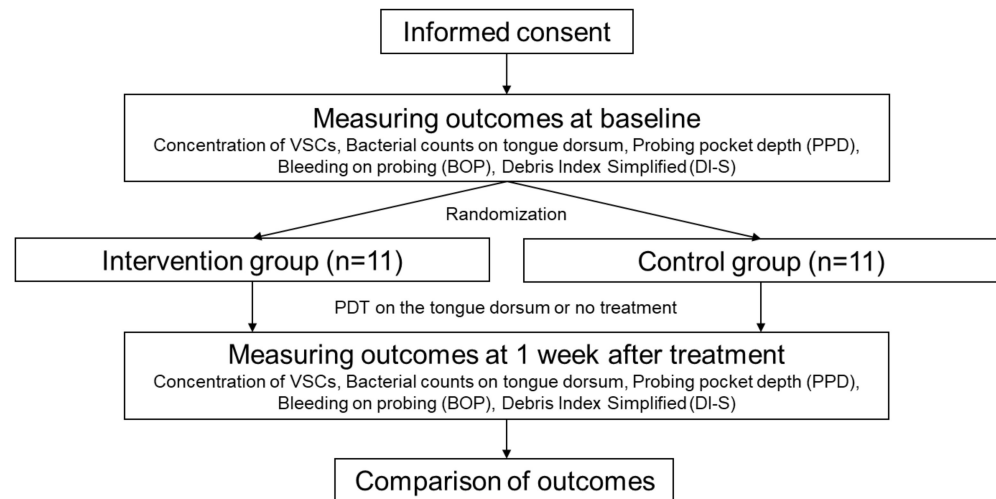 Informed consent
Measuring outcomes at baseline
Concentration of VSCs, Bacterial counts on tongue dorsum, Probing pocket depth (PPD),
Bleeding on probing (BOP), Debris Index Simplified (DI-S)
Randomization
Intervention group (n=11)
Control group (n=11)
PDT on the tongue dorsum or no treatment
Measuring outcomes at 1 week after treatment
Concentration of VSCs, Bacterial counts on tongue dorsum, Probing pocket depth (PPD),
Bleeding on probing (BOP), Debris Index Simplified (DI-S)
Comparison of outcomes